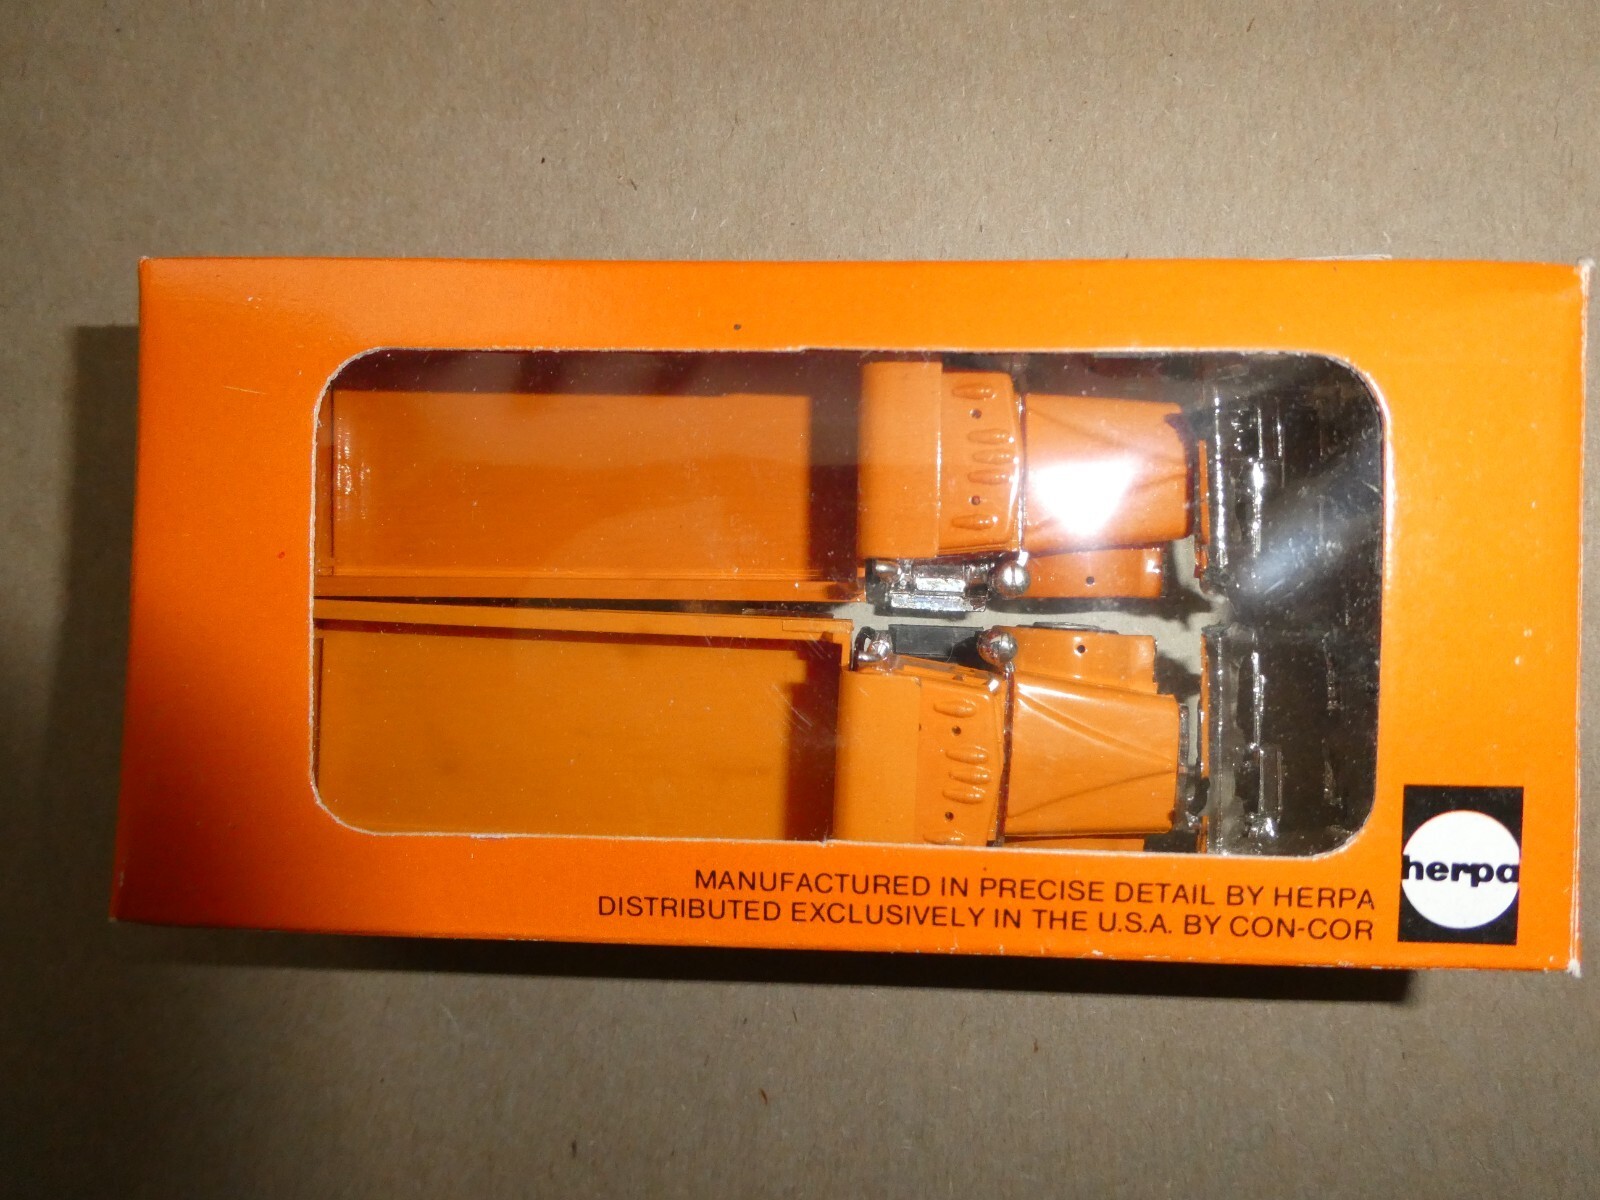 MANUFACTURED IN PRECISE DETAIL BY HERPA
DISTRIBUTED EXCLUSIVELY IN THE U.S.A. BY CON-COR
herpa